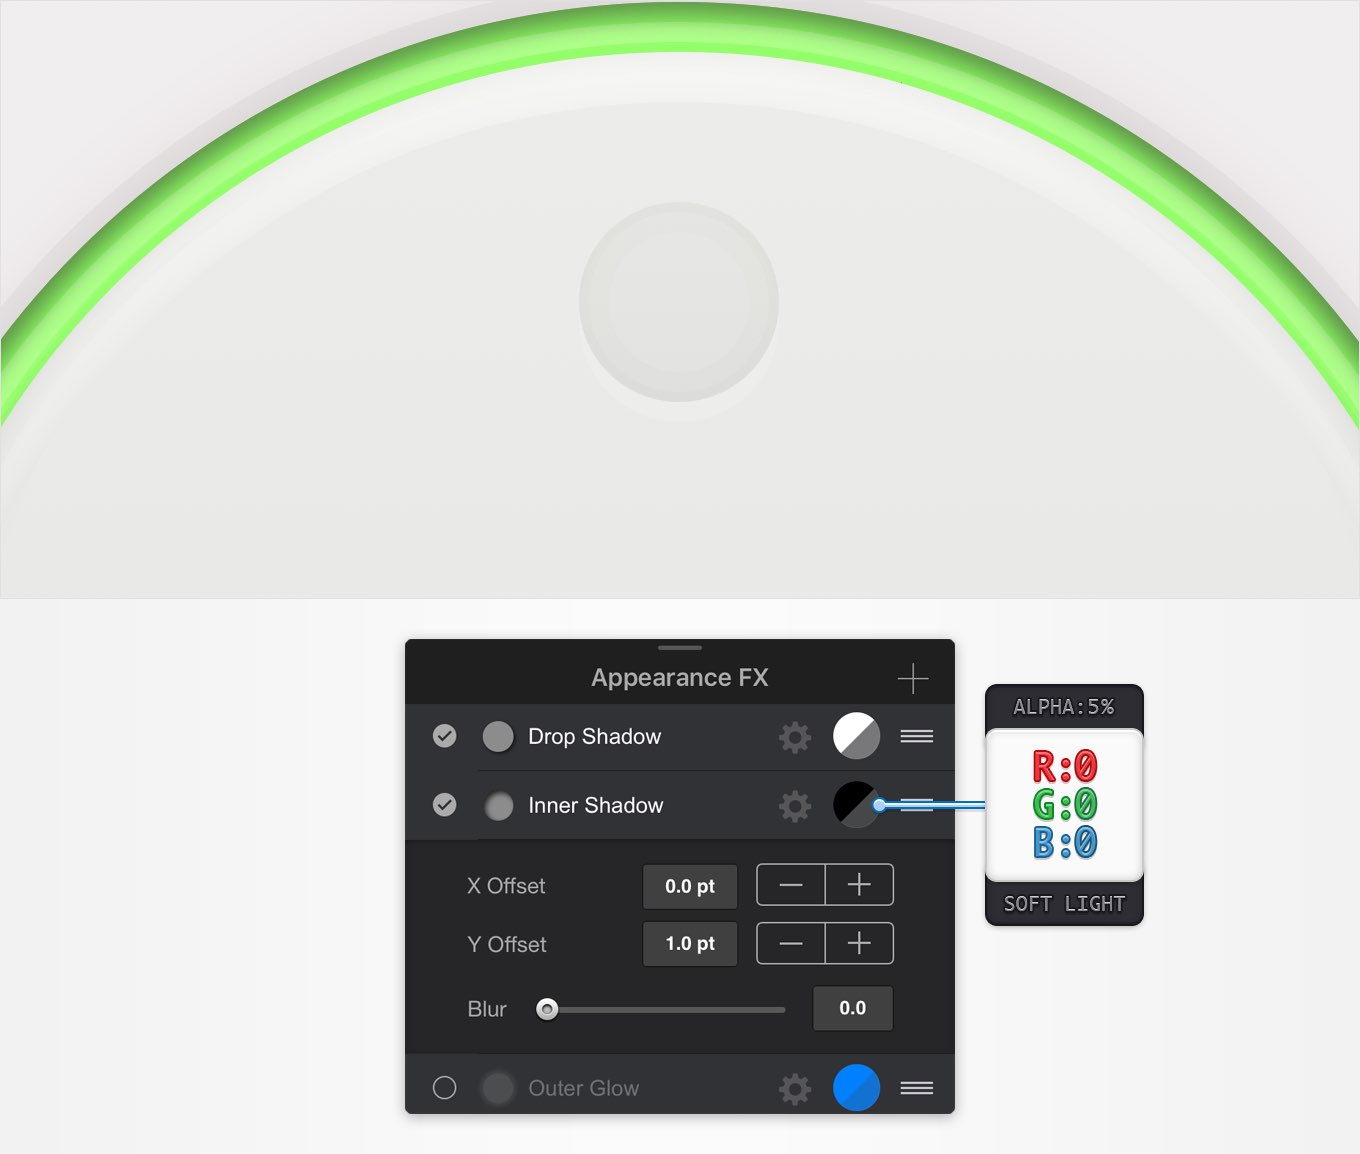 Appearance FX
Drop Shadow
Inner Shadow
X Offset 0.0 pt
Y Offset 1.0 pt
Blur 0.0
Outer Glow
ALPHA:5%
R:0
G:0
B:0
SOFT LIGHT